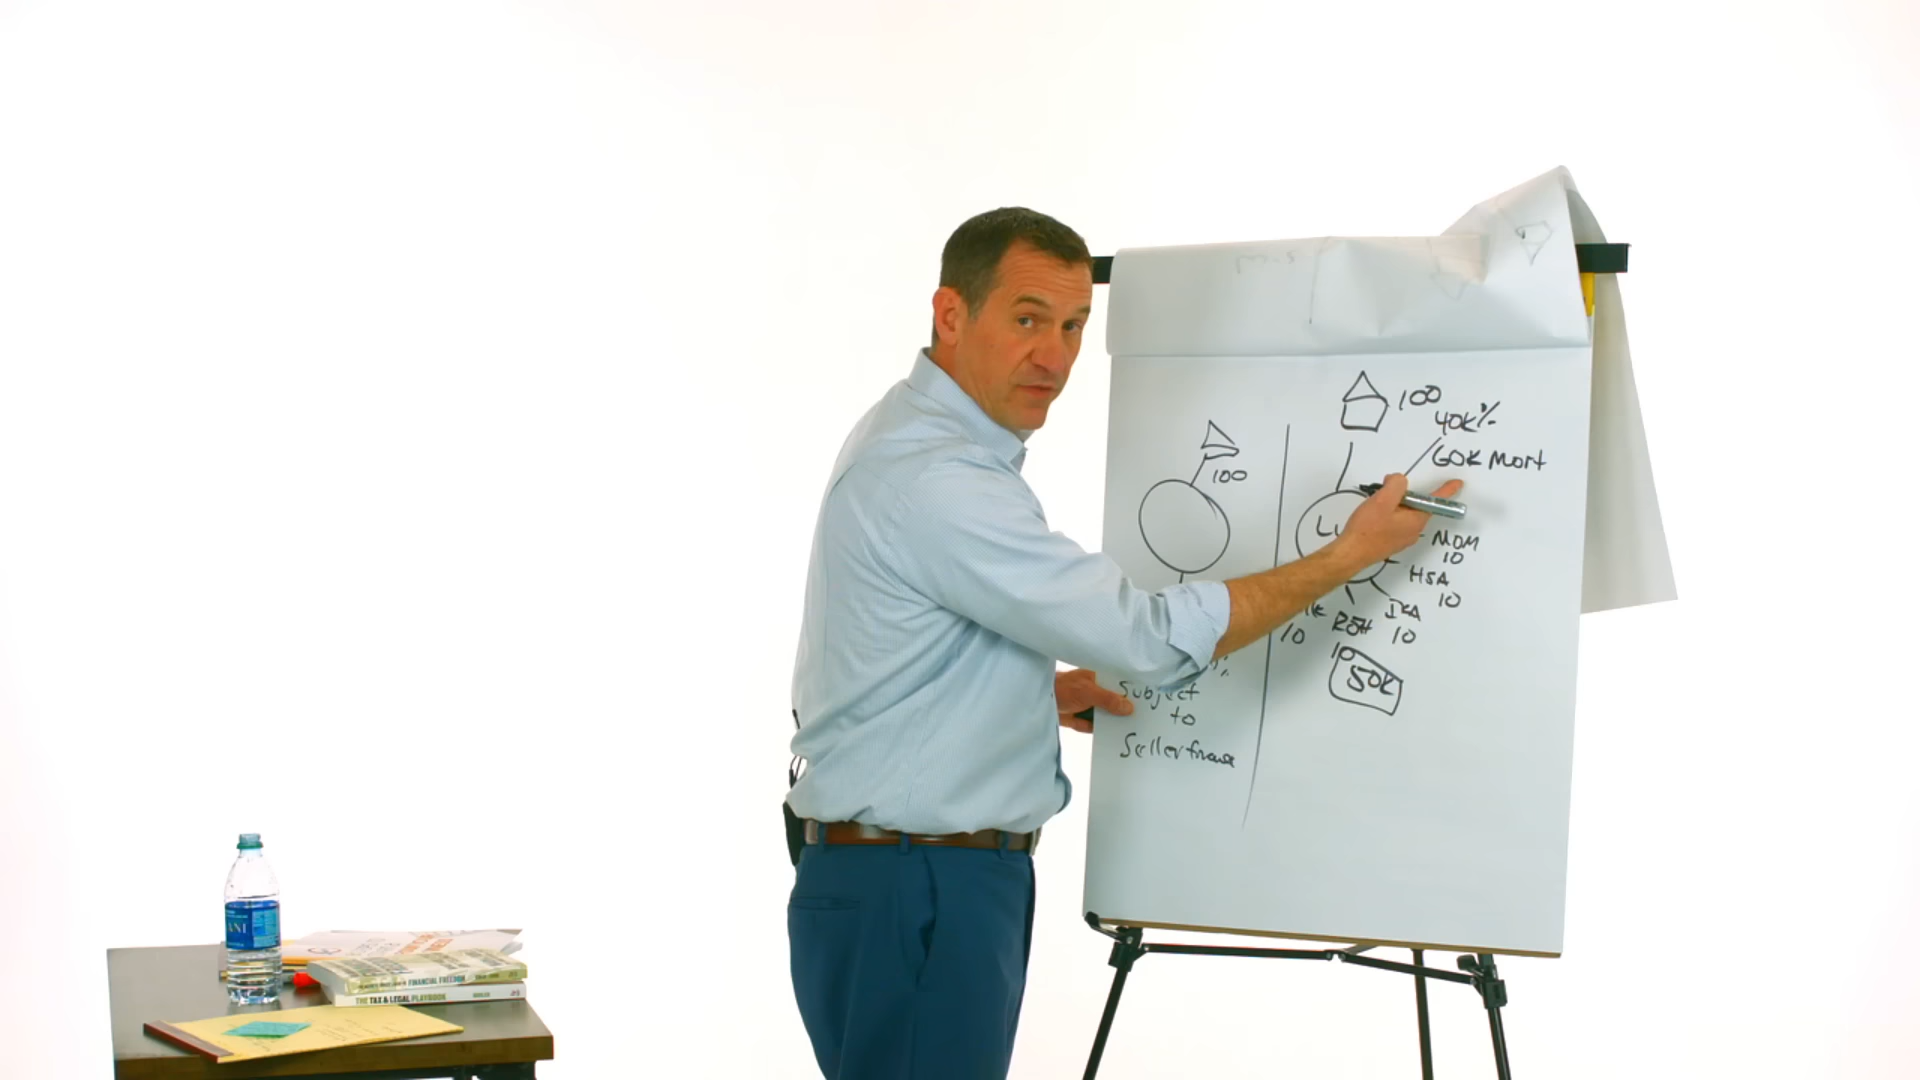 100
Subject
to
Seller finance
100
40k %
60k Mort
MOM
10
HSA
10
IRA
10
Roth
10
10
50k
FINANCIAL FREEDOM
THE TAX & LEGAL PLAYBOOK